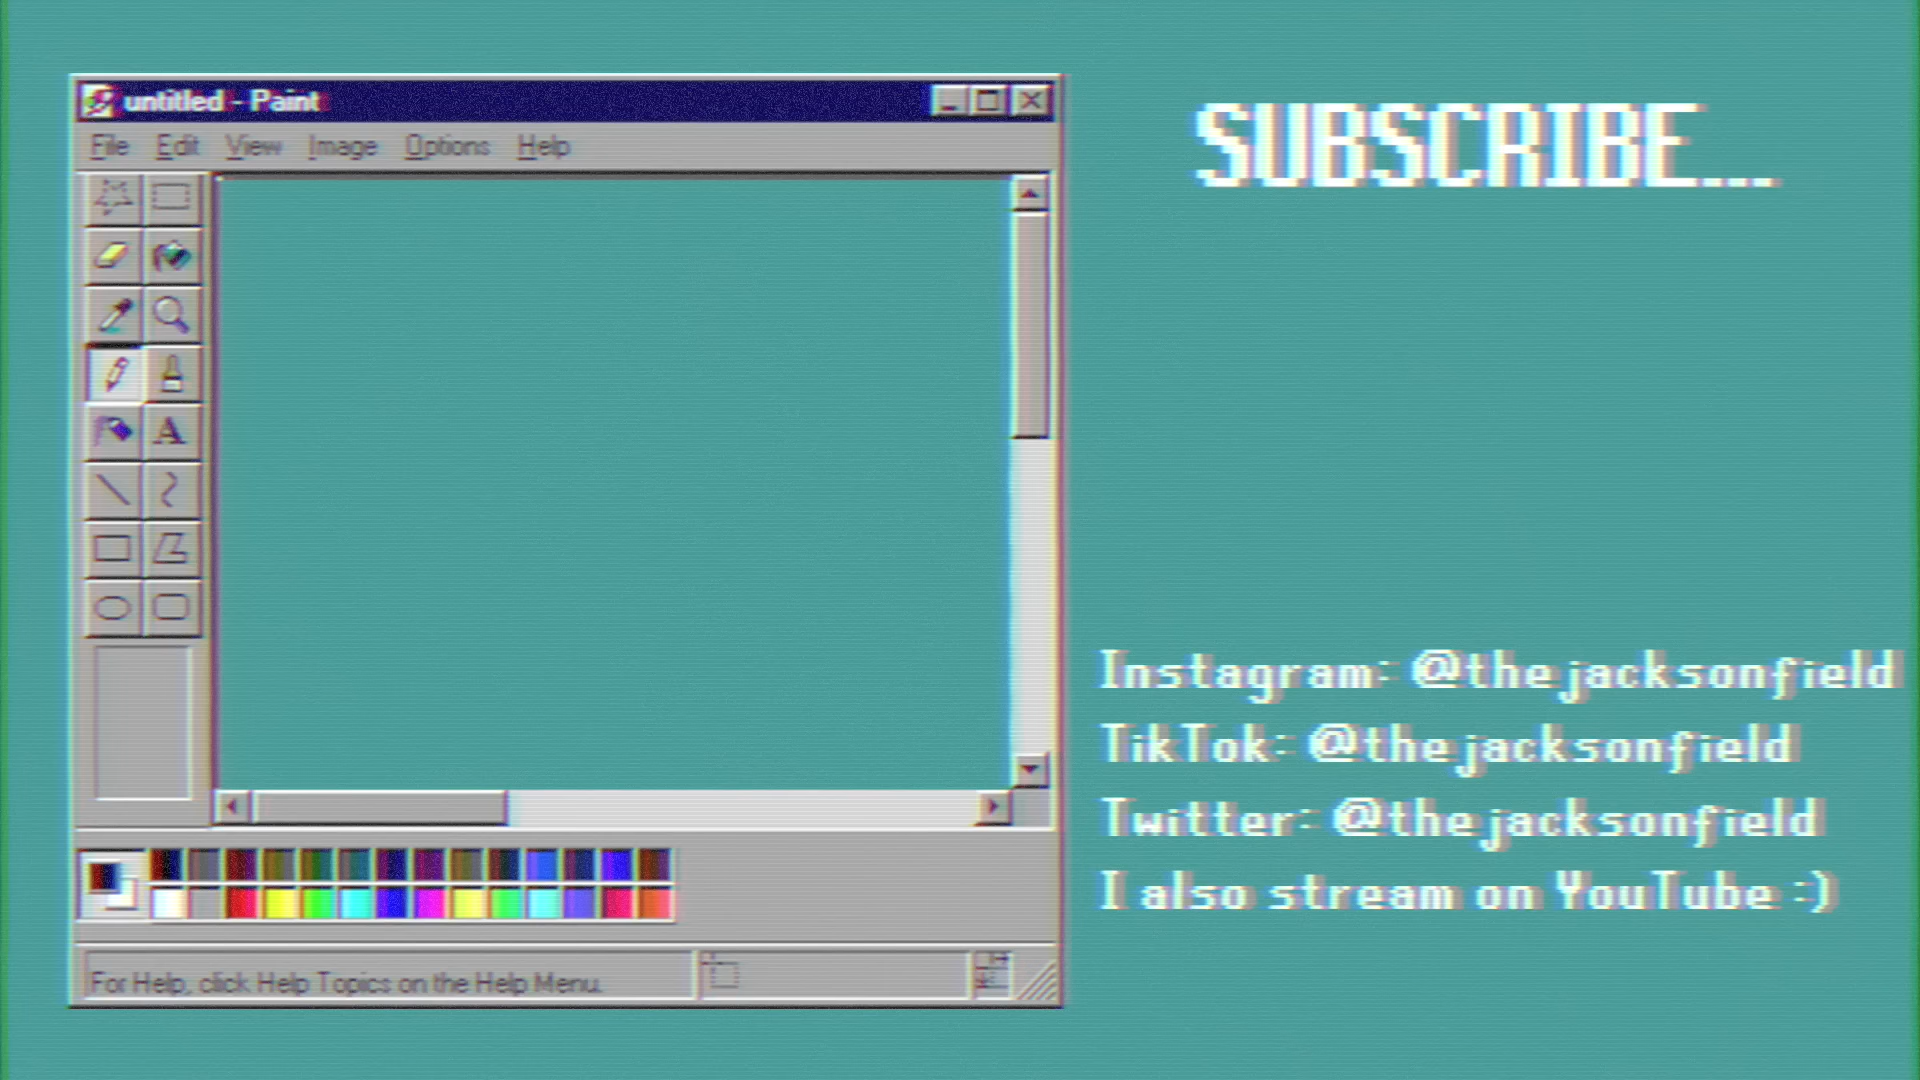 untitled - Paint
File Edit View Image Options Help
A
For Help, click Help Topics on the Help Menu.
SUBSCRIBE...
Instagram: @thejacksonfield
TikTok: @thejacksonfield
Twitter: @thejacksonfield
I also stream on YouTube :)